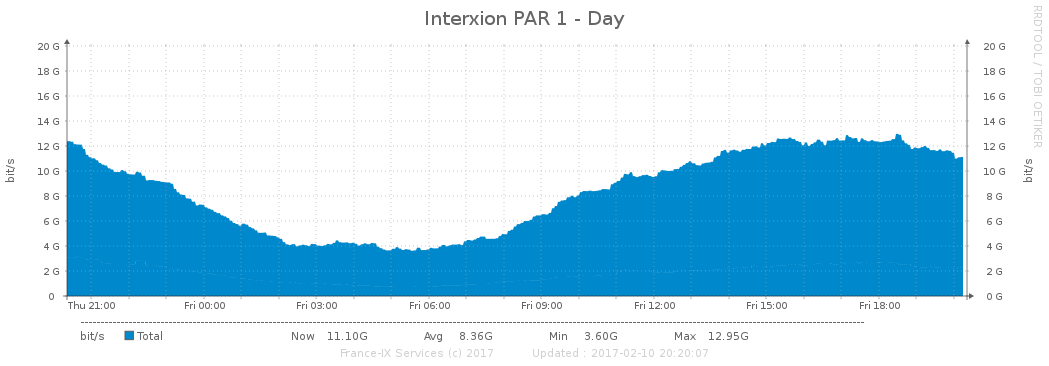 Interxion PAR 1 - Day
RRDTOOL / TOBI OETIKER
bit/s
20 G 20 G
18 G 18 G
16 G 16 G
14 G 14 G
12 G 12 G
10 G 10 G
8 G 8 G
6 G 6 G
4 G 4 G
2 G 2 G
0 0 G
bit/s
Thu 21:00 Fri 00:00 Fri 03:00 Fri 06:00 Fri 09:00 Fri 12:00 Fri 15:00 Fri 18:00
bit/s Total Now 11.10G Avg 8.36G Min 3.60G Max 12.95G
France-IX Services (c) 2017 Updated : 2017-02-10 20:20:07